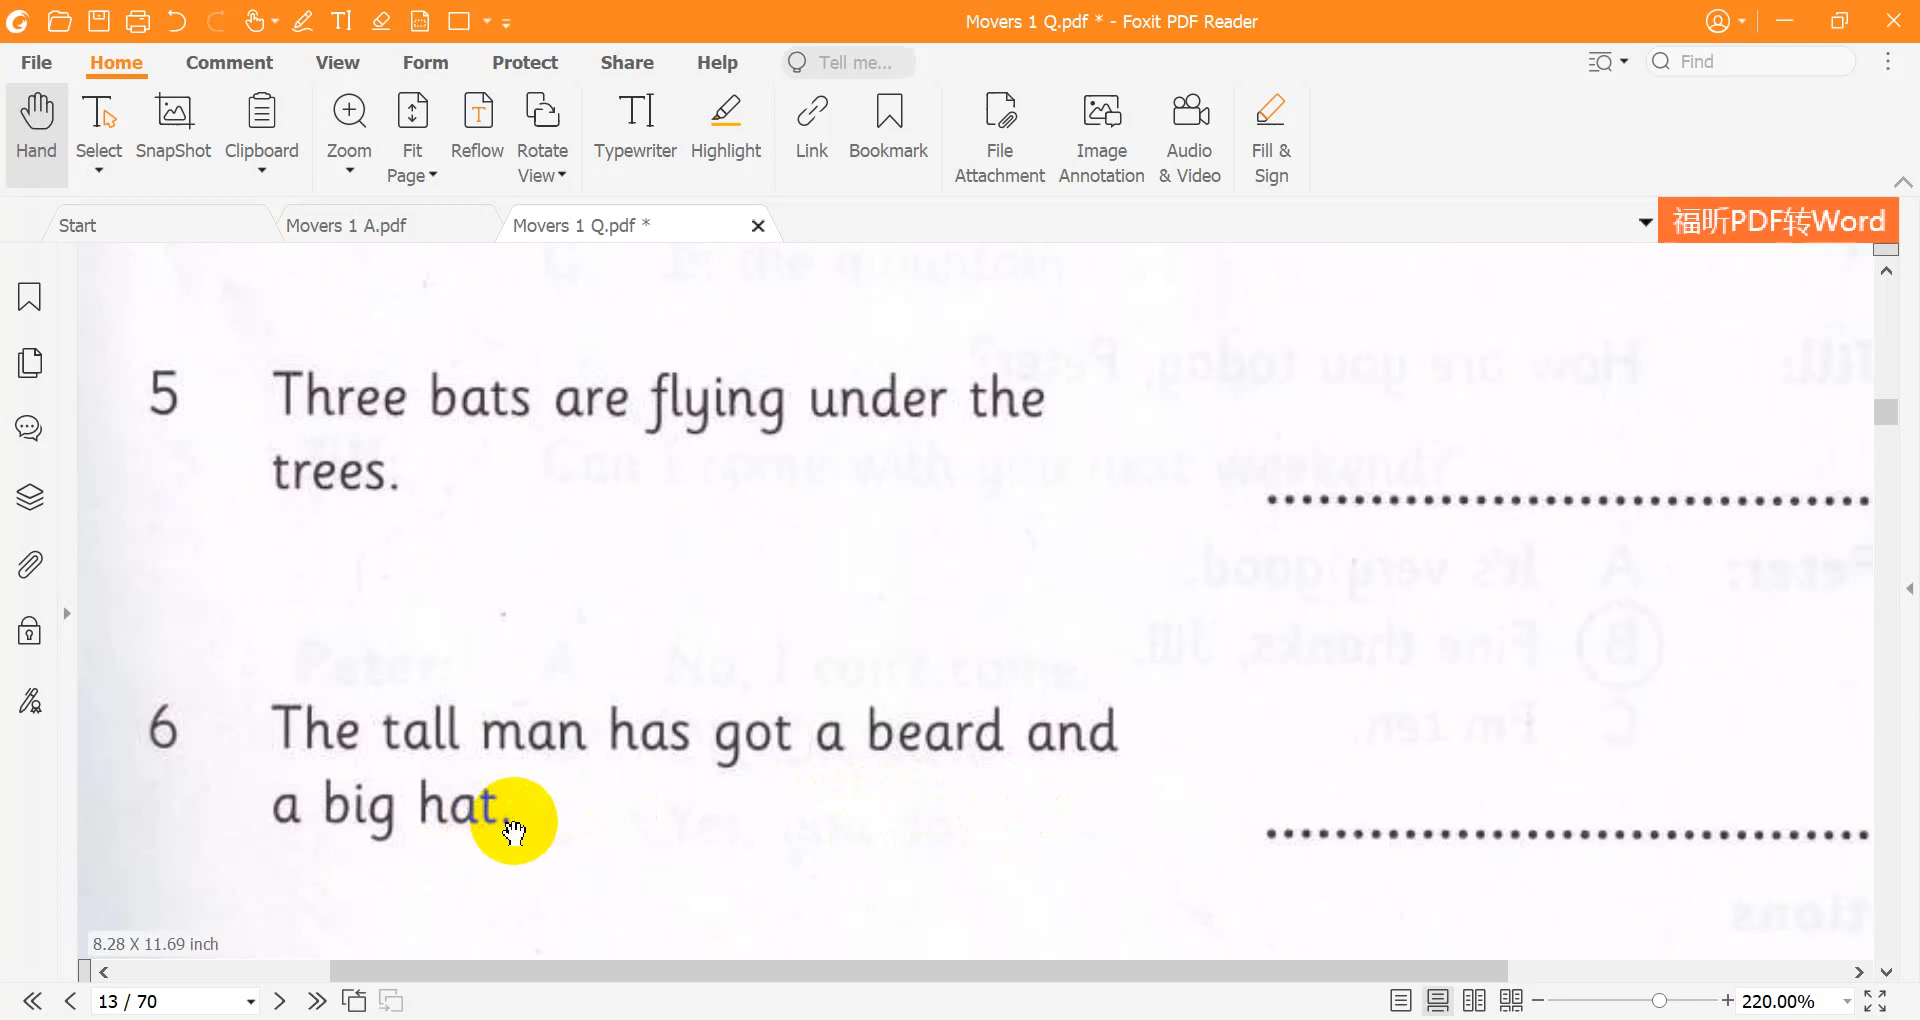 Movers 1 Q.pdf * - Foxit PDF Reader
File Home Comment View Form Protect Share Help Tell me... Find
Hand Select SnapShot Clipboard Zoom Fit Page Reflow Rotate View Typewriter Highlight Link Bookmark File Attachment Image Annotation Audio & Video Fill & Sign
Start Movers 1 A.pdf Movers 1 Q.pdf * 福昕PDF转Word
5 Three bats are flying under the
trees.
6 The tall man has got a beard and
a big hat.
8.28 X 11.69 inch
13 / 70 220.00%